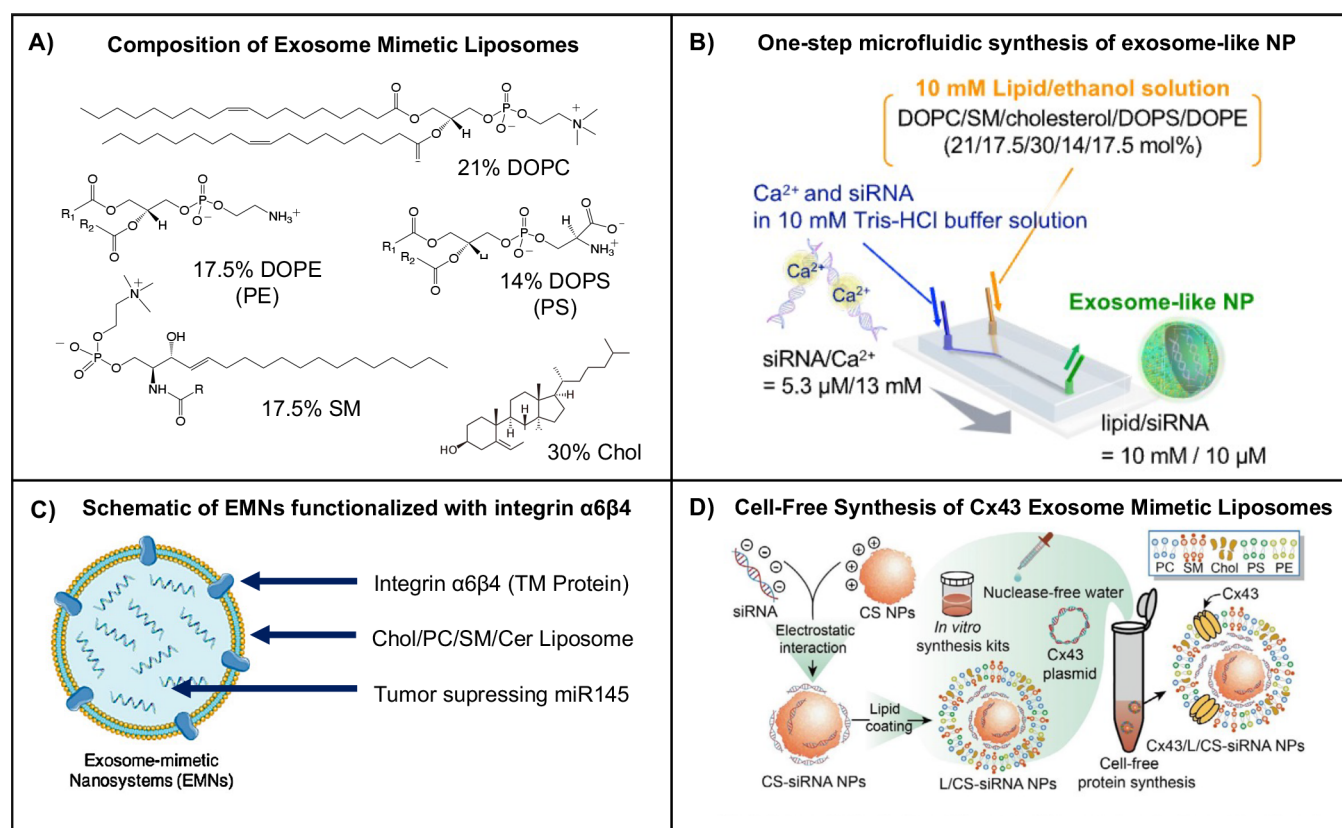 A) Composition of Exosome Mimetic Liposomes
21% DOPC
17.5% DOPE
(PE)
14% DOPS
(PS)
17.5% SM
30% Chol
B) One-step microfluidic synthesis of exosome-like NP
10 mM Lipid/ethanol solution
DOPC/SM/cholesterol/DOPS/DOPE
(21/17.5/30/14/17.5 mol%)
Ca²⁺ and siRNA
in 10 mM Tris-HCl buffer solution
Ca²⁺
Ca²⁺
siRNA/Ca²⁺
= 5.3 µM/13 mM
Exosome-like NP
lipid/siRNA
= 10 mM / 10 µM
C) Schematic of EMNs functionalized with integrin α6β4
Integrin α6β4 (TM Protein)
Chol/PC/SM/Cer Liposome
Tumor supressing miR145
Exosome-mimetic
Nanosystems (EMNs)
D) Cell-Free Synthesis of Cx43 Exosome Mimetic Liposomes
siRNA
CS NPs
Electrostatic
interaction
CS-siRNA NPs
Lipid
coating
L/CS-siRNA NPs
In vitro
synthesis kits
Nuclease-free water
Cx43
plasmid
Cell-free
protein synthesis
PC SM Chol PS PE
Cx43
Cx43/L/CS-siRNA NPs